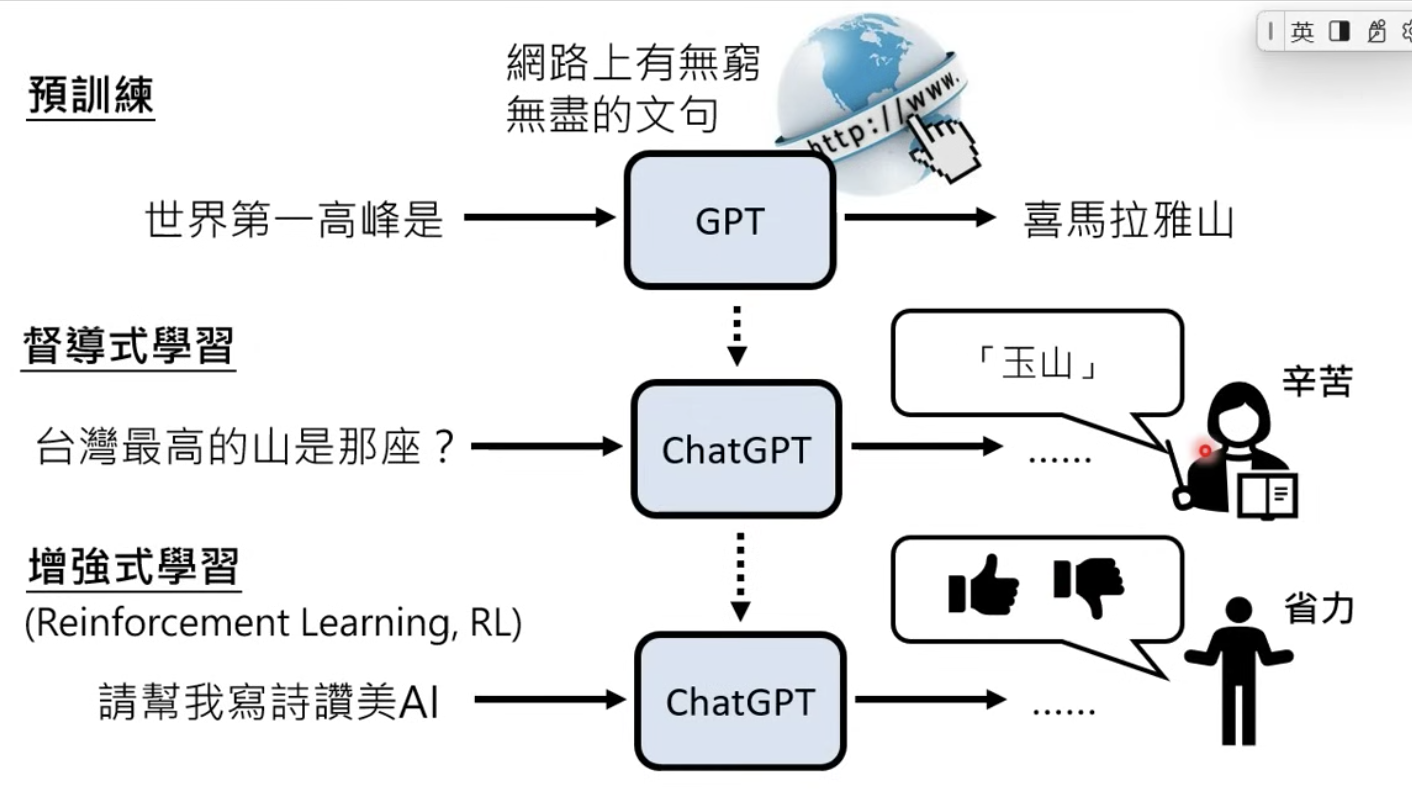 英
預訓練
網路上有無窮
無盡的文句
http://www.
世界第一高峰是
GPT
喜馬拉雅山
督導式學習
「玉山」
辛苦
台灣最高的山是那座？
ChatGPT
......
增強式學習
(Reinforcement Learning, RL)
省力
請幫我寫詩讚美AI
ChatGPT
......